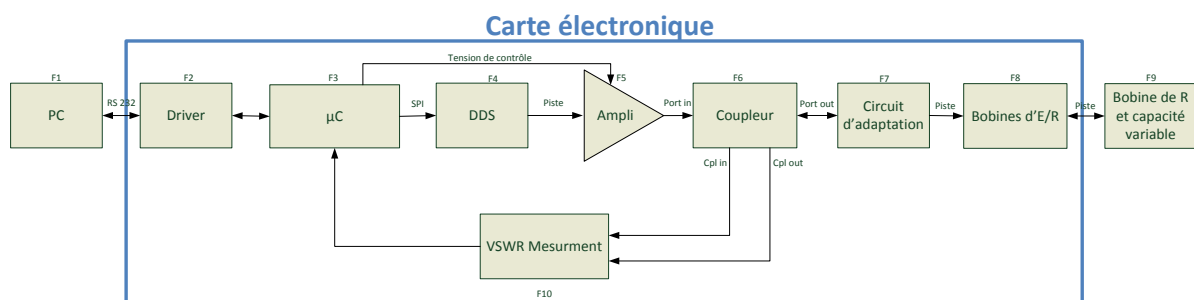 Carte électronique
Tension de contrôle
F1
F2
F3
F4
F5
F6
F7
F8
F9
PC
RS 232
Driver
µC
SPI
DDS
Piste
Ampli
Port in
Coupleur
Port out
Circuit
d'adaptation
Piste
Bobines d'E/R
Piste
Bobine de R
et capacité
variable
Cpl in
Cpl out
VSWR Mesurment
F10